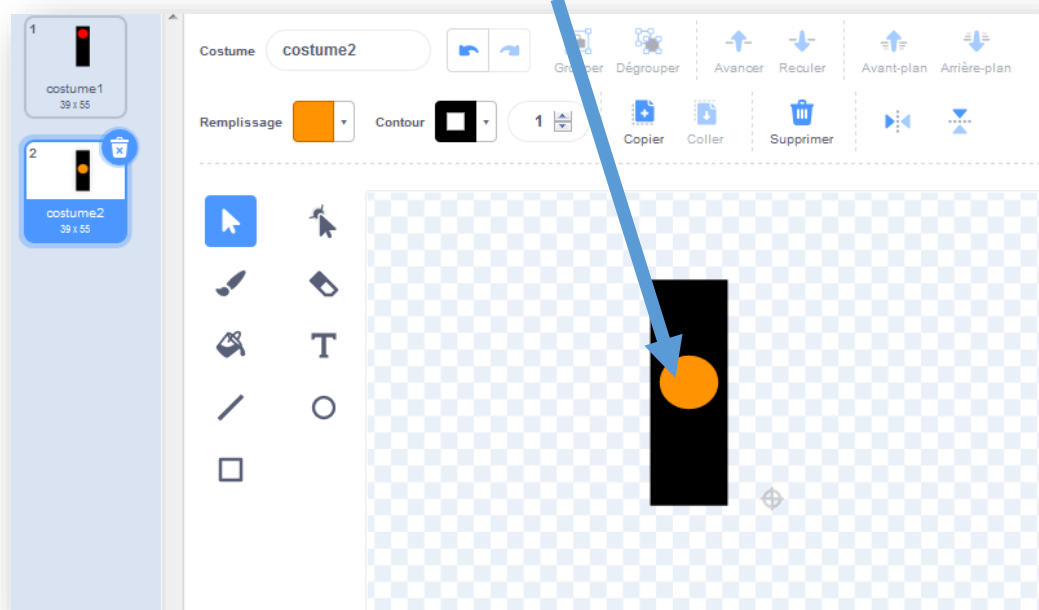 1
costume1
39 x 55
2
costume2
39 x 55
Costume costume2
Grouper Dégrouper Avancer Reculer Avant-plan Arrière-plan
Remplissage Contour 1 Copier Coller Supprimer
T